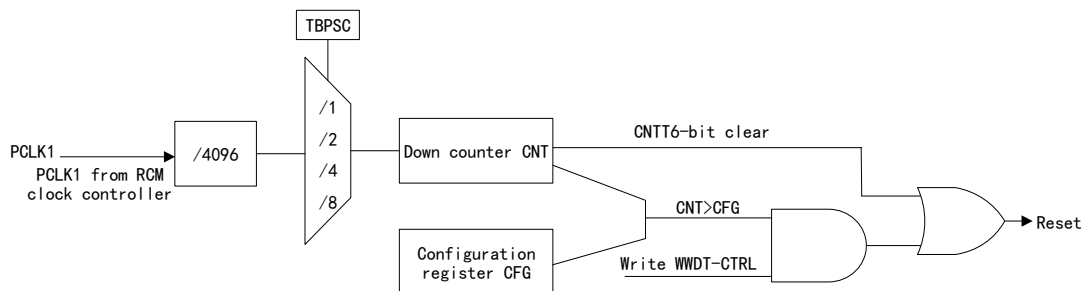 TBPSC
/1
/2
/4
/8
PCLK1
PCLK1 from RCM
clock controller
/4096
Down counter CNT
CNTT6-bit clear
Configuration
register CFG
CNT>CFG
Write WWDT-CTRL
Reset